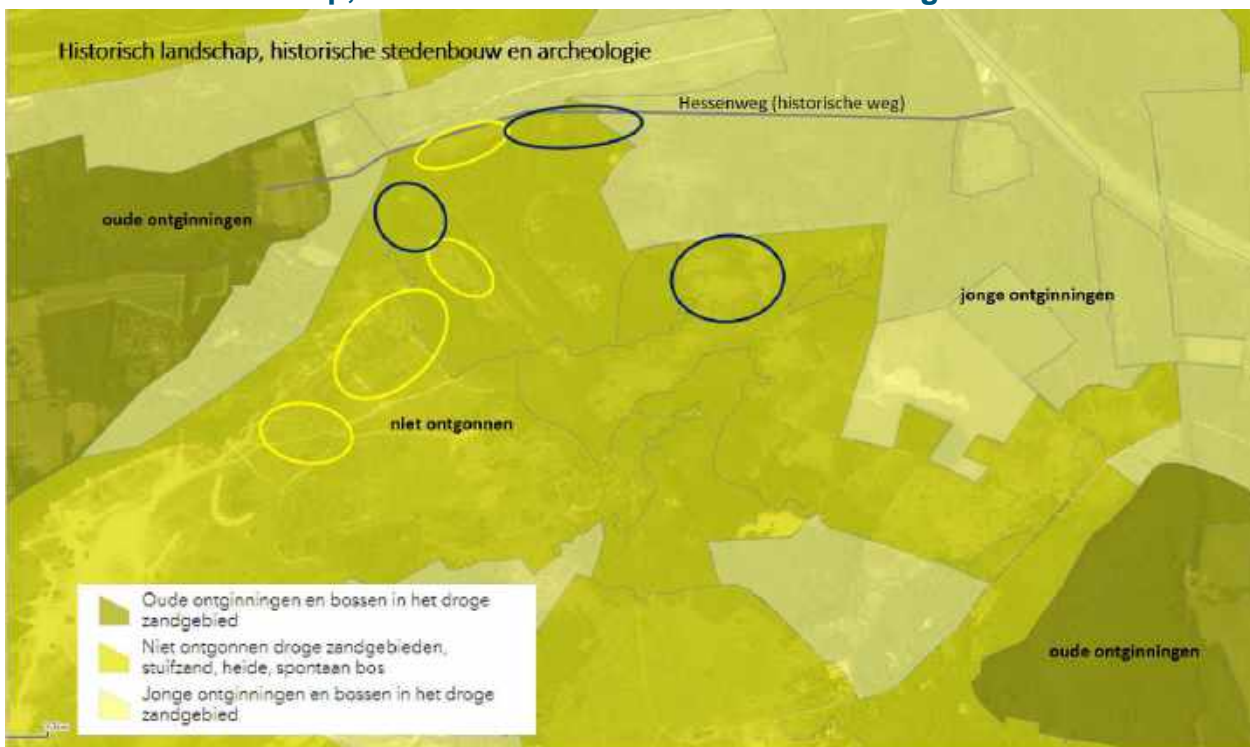 Historisch landschap, historische stedenbouw en archeologie
Hessenweg (historische weg)
oude ontginningen
jonge ontginningen
niet ontgonnen
Oude ontginningen en bossen in het droge
zandgebied
Niet ontgonnen droge zandgebieden,
stuifzand, heide, spontaan bos
Jonge ontginningen en bossen in het droge
zandgebied
oude ontginningen